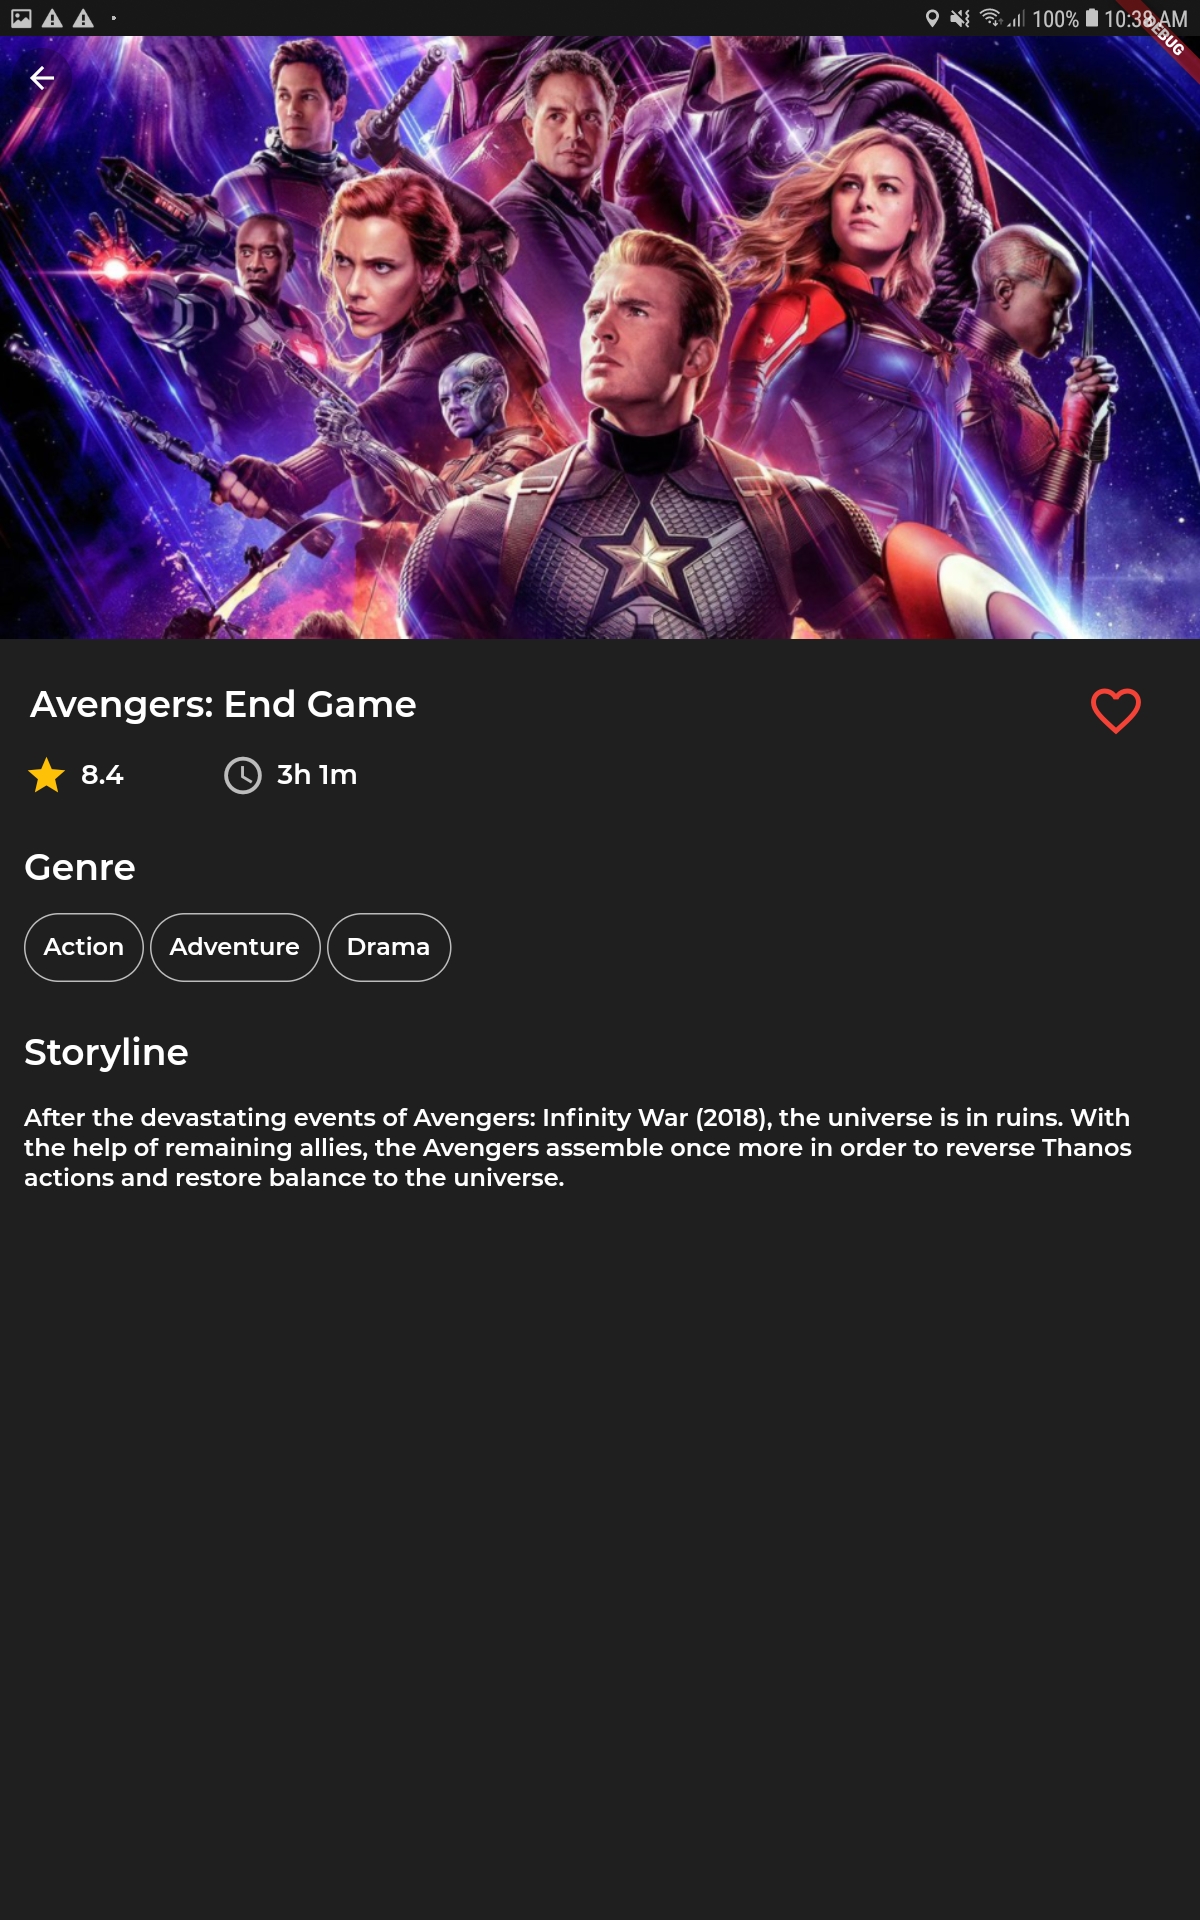 100% 10:38 AM
DEBUG
Avengers: End Game
8.4 3h 1m
Genre
Action Adventure Drama
Storyline
After the devastating events of Avengers: Infinity War (2018), the universe is in ruins. With
the help of remaining allies, the Avengers assemble once more in order to reverse Thanos
actions and restore balance to the universe.